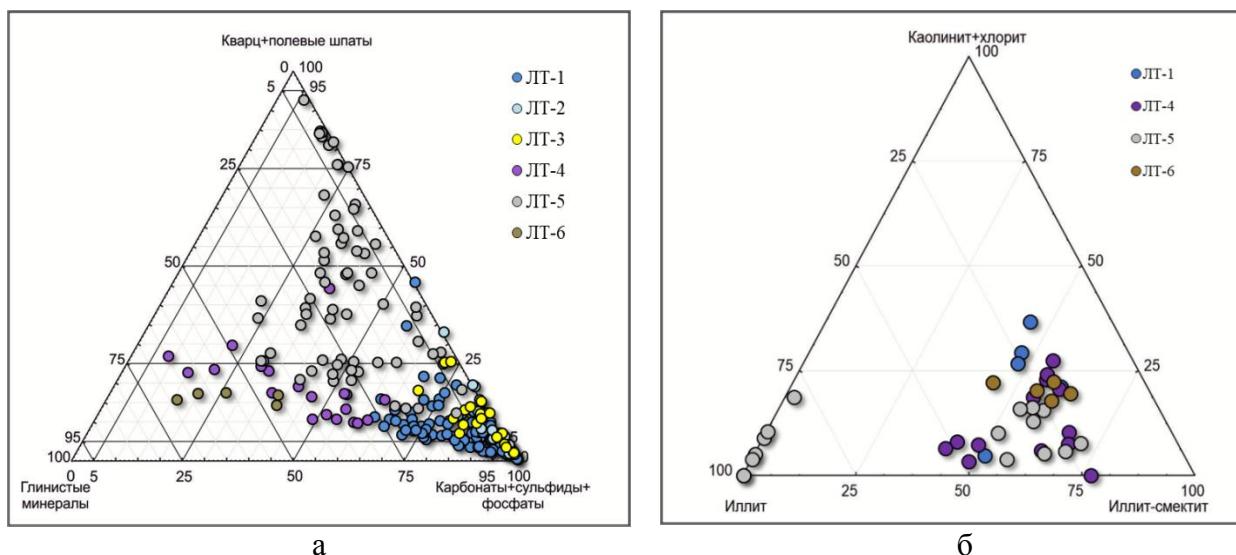 Кварц+полевые шпаты
0 100
5 95
25 75
50 50
75 25
95 5
100 0 5 25 50 75 95 100
Глинистые
минералы
Карбонаты+сульфиды+
фосфаты
ЛТ-1
ЛТ-2
ЛТ-3
ЛТ-4
ЛТ-5
ЛТ-6
а
Каолинит+хлорит
100
25 75
50 50
75 25
100 25 50 75 100
Иллит
Иллит-смектит
ЛТ-1
ЛТ-4
ЛТ-5
ЛТ-6
б